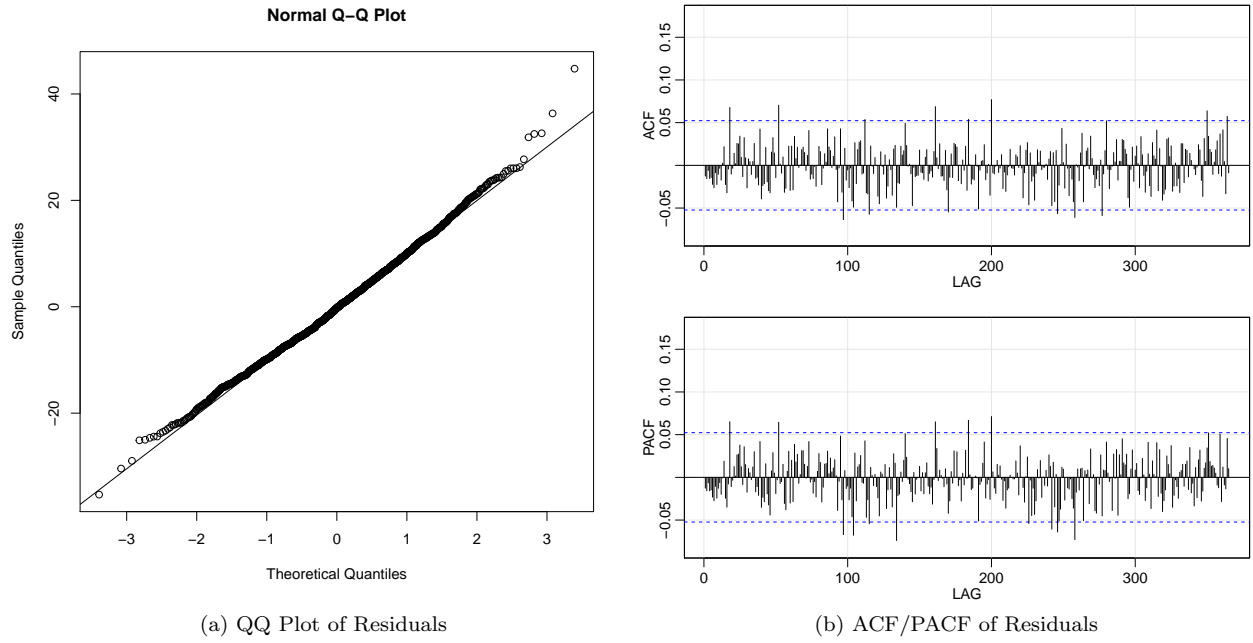 Normal Q−Q Plot
Sample Quantiles
40
20
0
−20
−3 −2 −1 0 1 2 3
Theoretical Quantiles
(a) QQ Plot of Residuals
ACF
0.15
0.10
0.05
−0.05
0 100 200 300
LAG
PACF
0.15
0.10
0.05
−0.05
0 100 200 300
LAG
(b) ACF/PACF of Residuals